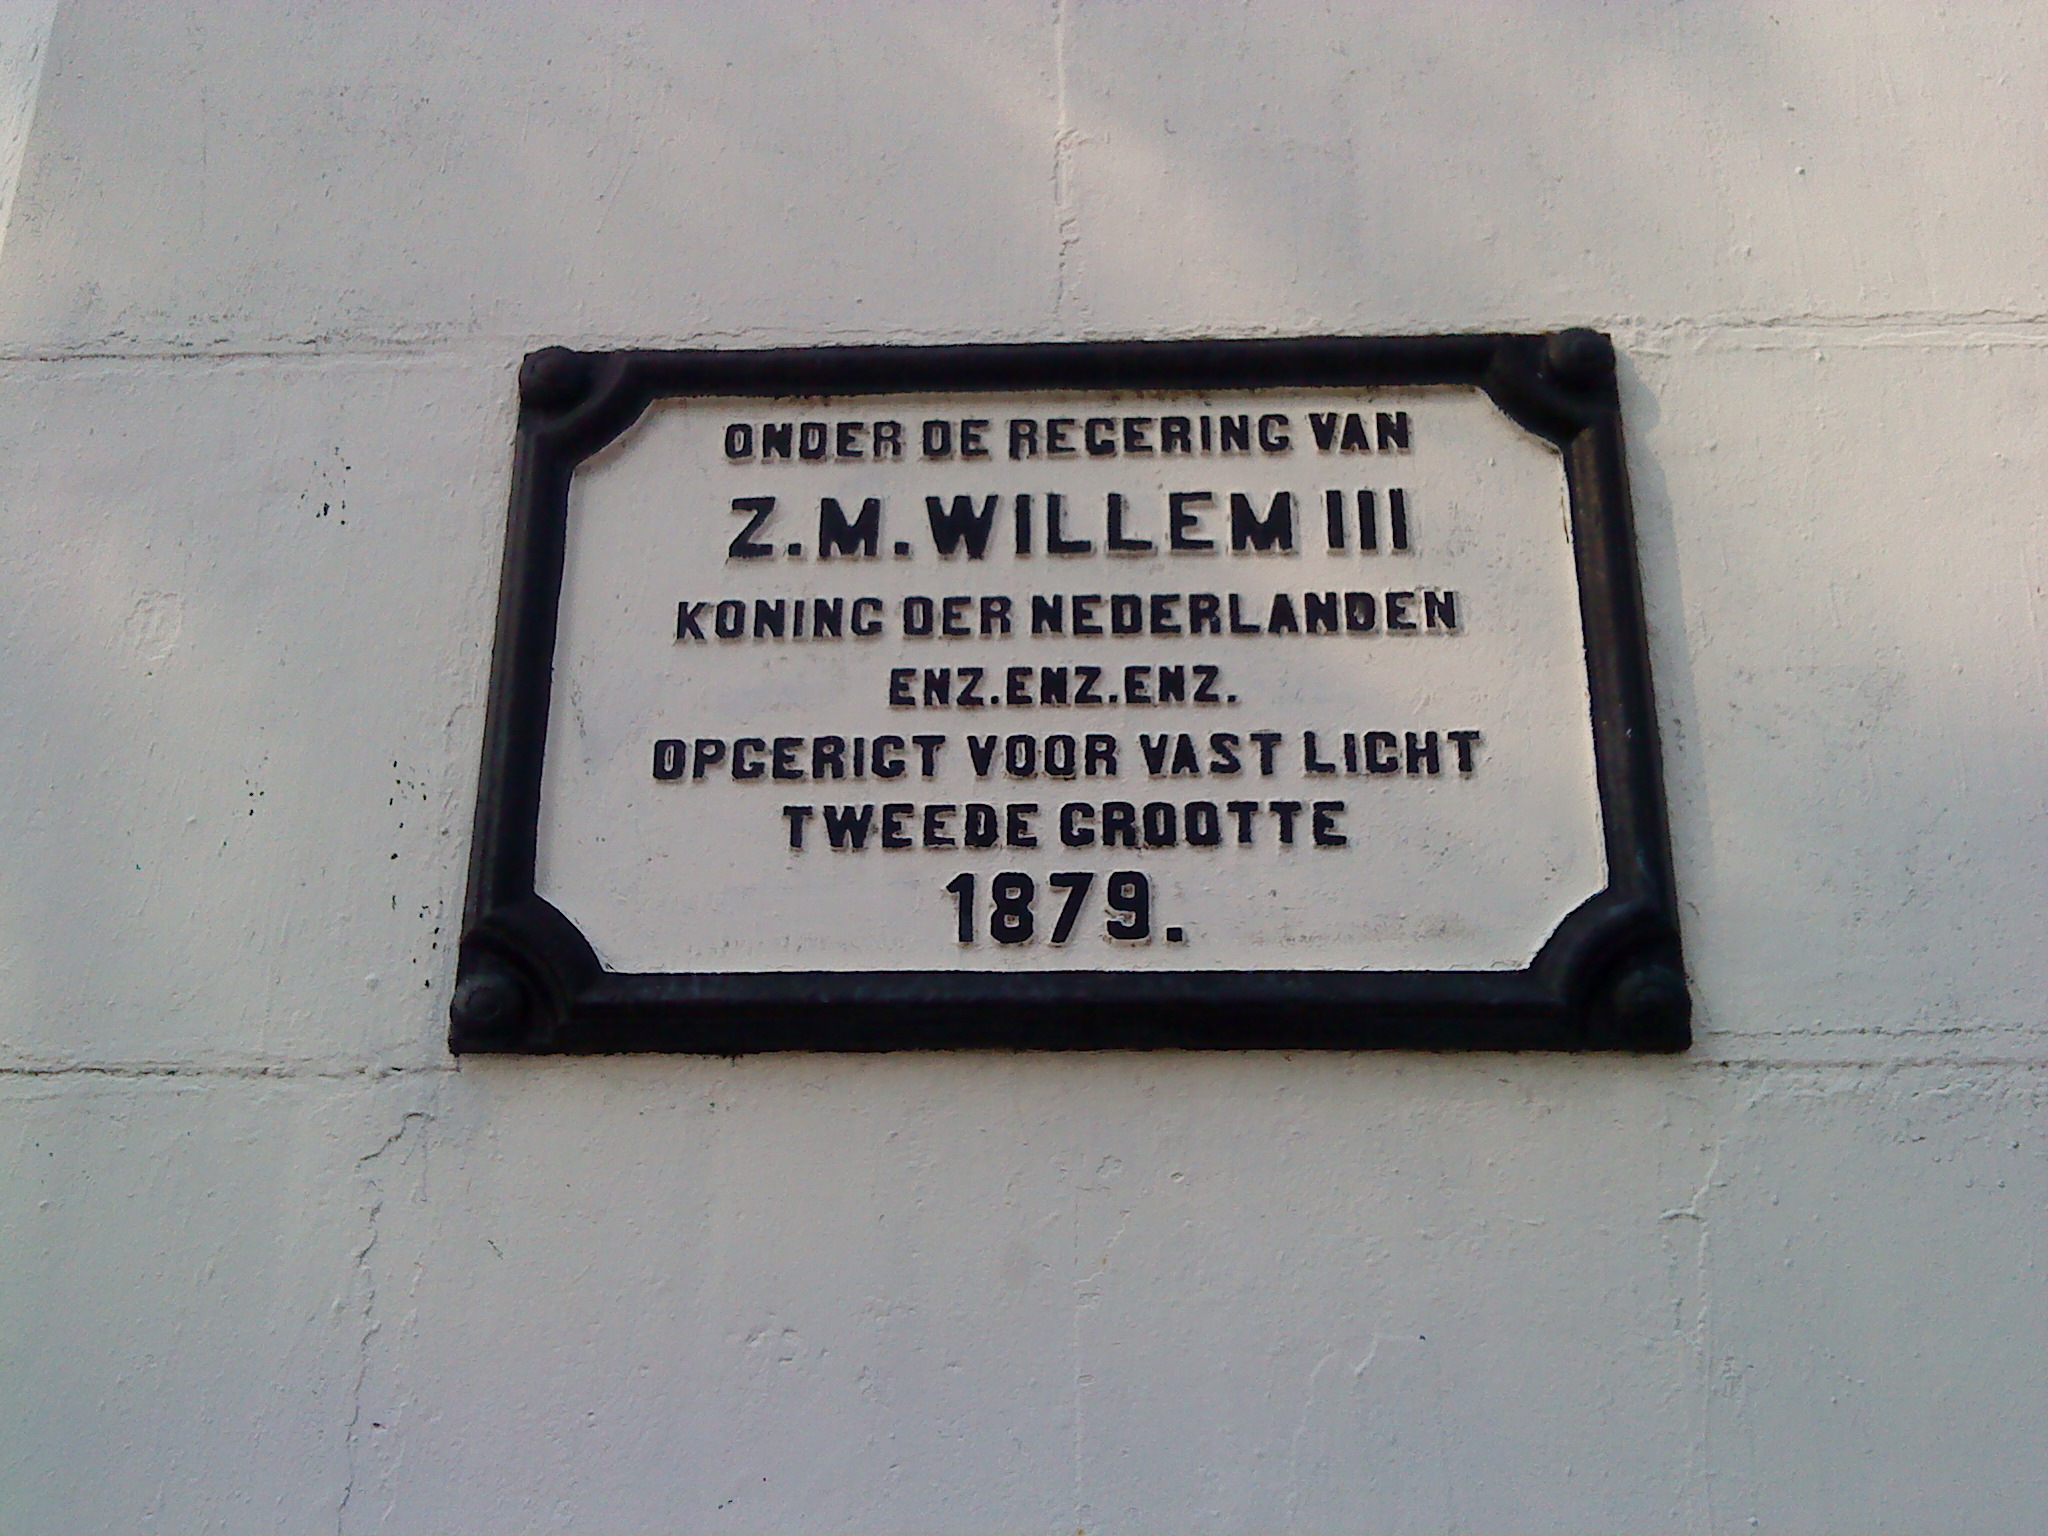 ONDER DE REGERING VAN
Z.M. WILLEM III
KONING DER NEDERLANDEN
ENZ. ENZ. ENZ.
OPGERIGT VOOR VAST LICHT
TWEEDE GROOTTE
1879.